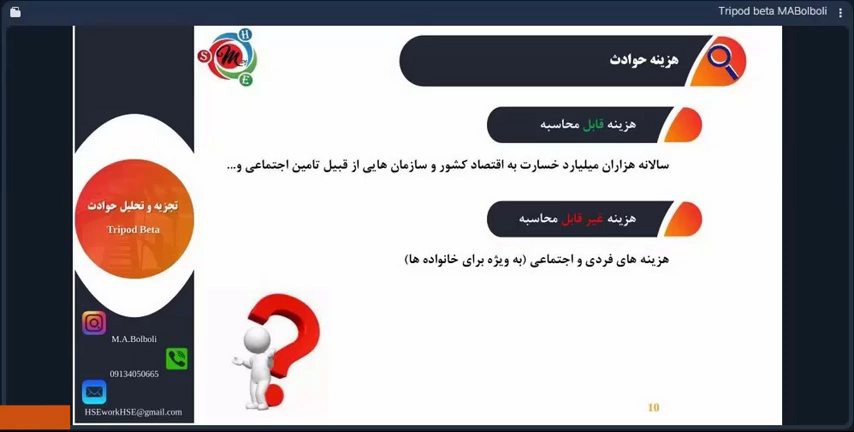 Tripod beta MABolboli
هزینه حوادث
H
S
E
هزینه قابل محاسبه
سالانه هزاران میلیارد خسارت به اقتصاد کشور و سازمان هایی از قبیل تامین اجتماعی و...
هزینه غیر قابل محاسبه
هزینه های فردی و اجتماعی (به ویژه برای خانواده ها)
تجزیه و تحلیل حوادث
Tripod Beta
M.A.Bolboli
09134050665
HSEworkHSE@gmail.com
10